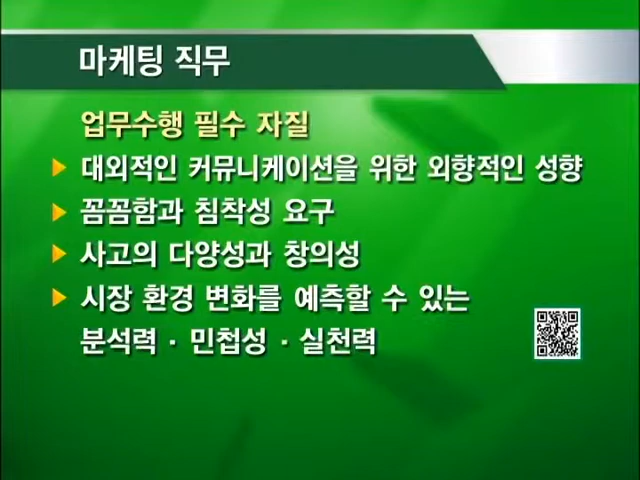 마케팅 직무
업무수행 필수 자질
대외적인 커뮤니케이션을 위한 외향적인 성향
꼼꼼함과 침착성 요구
사고의 다양성과 창의성
시장 환경 변화를 예측할 수 있는
분석력 · 민첩성 · 실천력